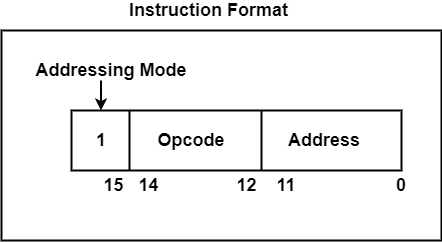 Instruction Format
Addressing Mode
1 Opcode Address
15 14 12 11 0